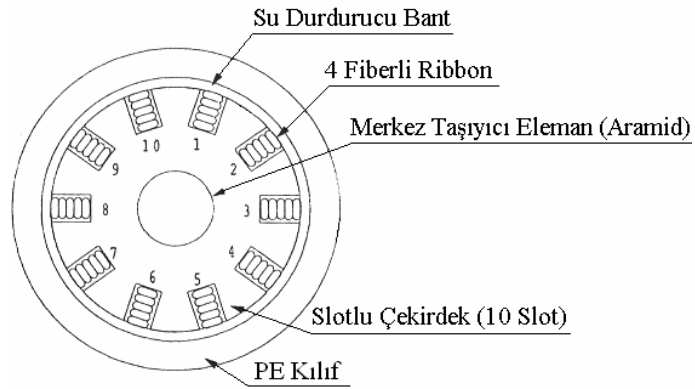 Su Durdurucu Bant
4 Fiberli Ribbon
Merkez Taşıyıcı Eleman (Aramid)
10
1
9
2
8
3
7
4
6
5
Slotlu Çekirdek (10 Slot)
PE Kılıf